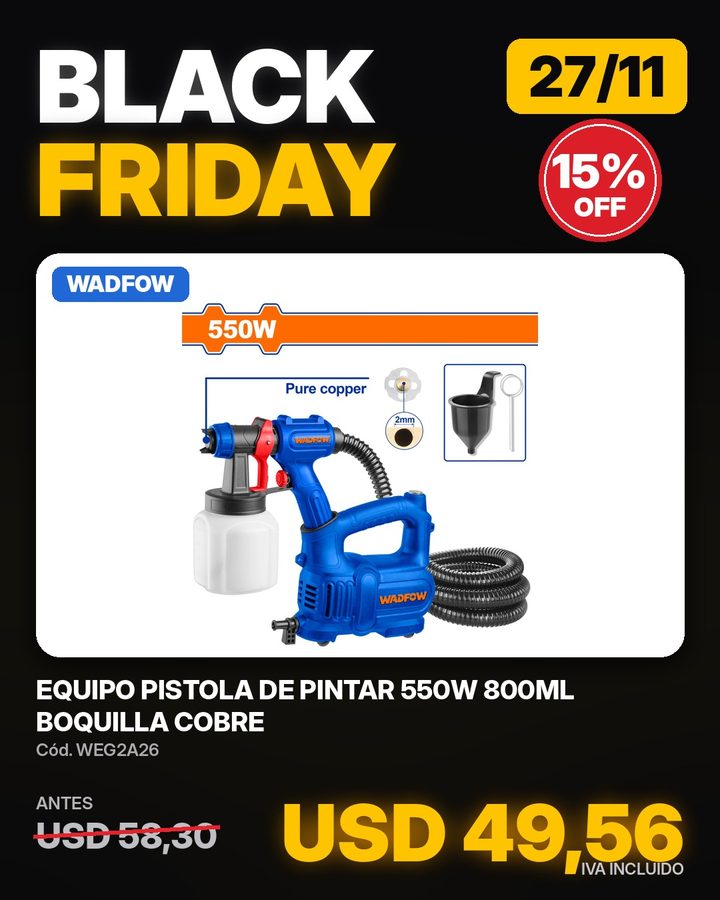 BLACK
FRIDAY
27/11
15%
OFF
WADFOW
550W
Pure copper
2mm
WADFOW
WADFOW
EQUIPO PISTOLA DE PINTAR 550W 800ML
BOQUILLA COBRE
Cód. WEG2A26
ANTES
USD 58,30
USD 49,56
IVA INCLUIDO